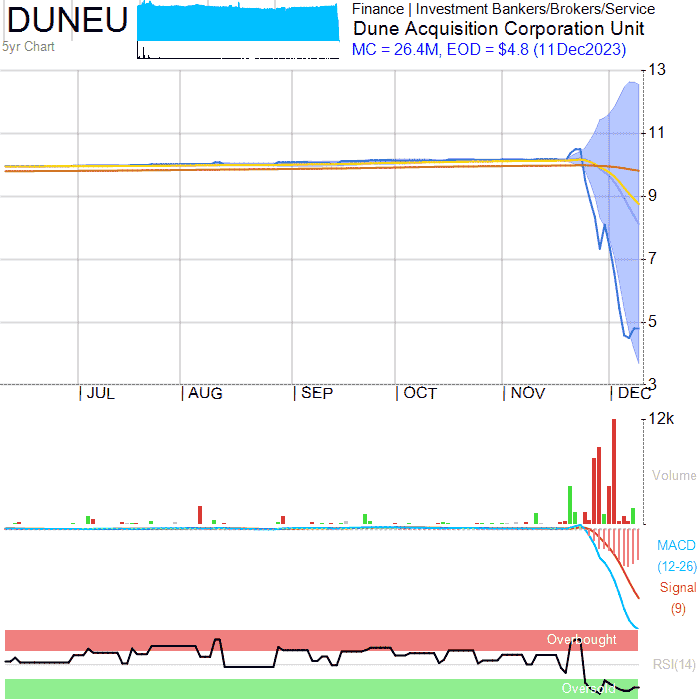 DUNEU
5yr Chart
Finance | Investment Bankers/Brokers/Service
Dune Acquisition Corporation Unit
MC = 26.4M, EOD = $4.8 (11Dec2023)
13
11
9
7
5
3
| JUL | AUG | SEP | OCT | NOV | DEC
12k
Volume
MACD
(12-26)
Signal
(9)
Overbought
RSI(14)
Oversold